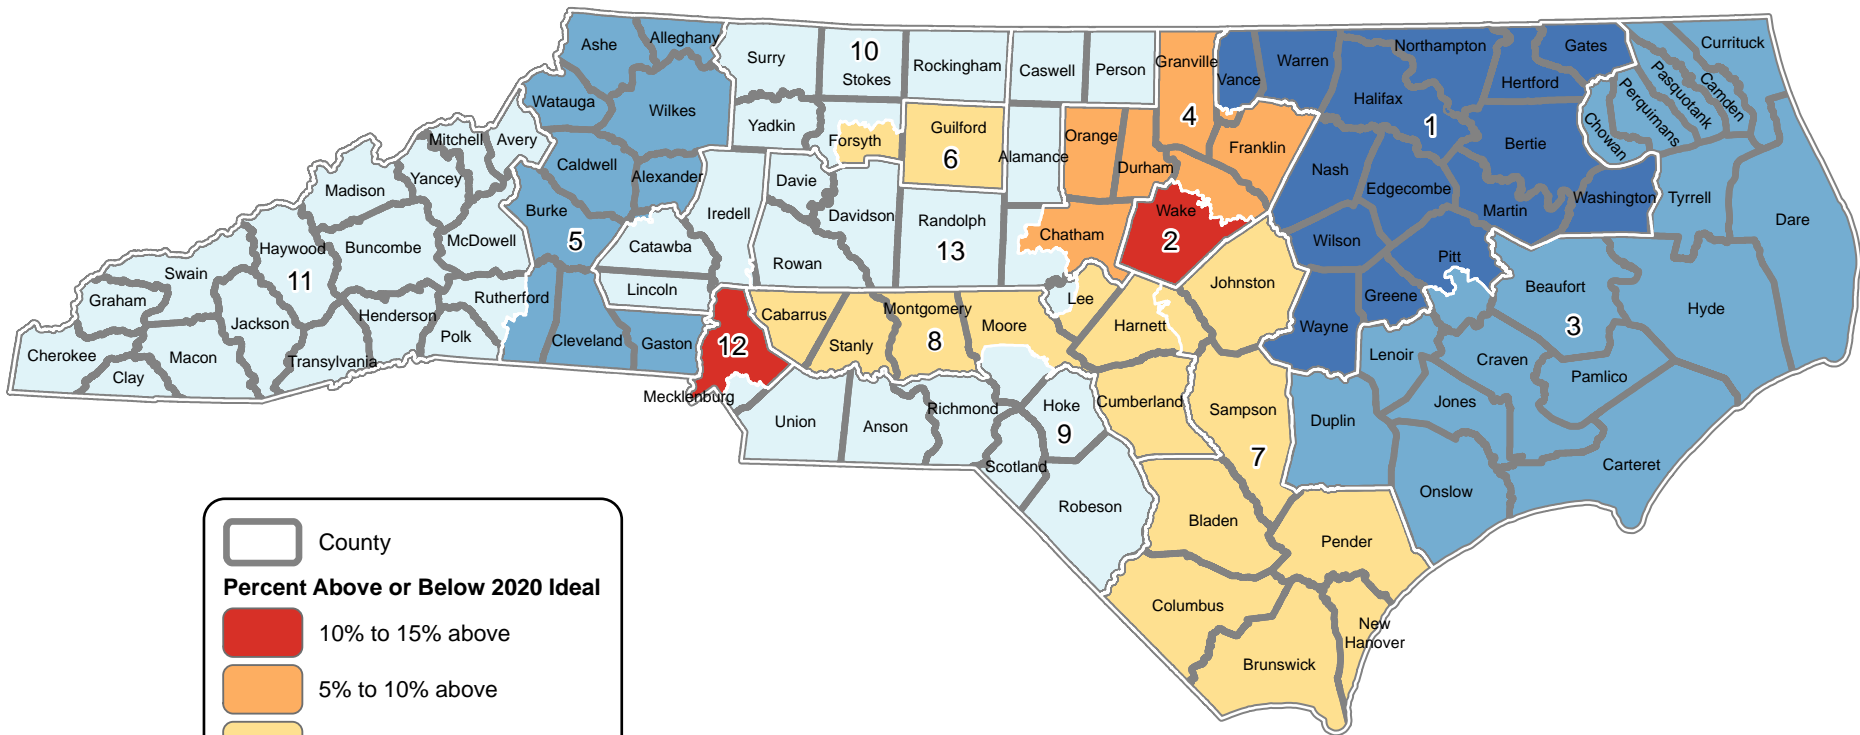 Ashe
Alleghany
Surry
10
Stokes
Rockingham
Caswell
Person
Granville
Vance
Warren
Northampton
Gates
Currituck
Hertford
Halifax
Pasquotank
Camden
Perquimans
Chowan
Watauga
Wilkes
Yadkin
Forsyth
Guilford
6
Alamance
Orange
Durham
4
Franklin
1
Bertie
Nash
Edgecombe
Martin
Washington
Tyrrell
Dare
Mitchell
Avery
Caldwell
Alexander
Yancey
Madison
Burke
5
Iredell
Davie
Davidson
Randolph
13
Chatham
Wake
2
Wilson
Pitt
Haywood
11
Buncombe
McDowell
Catawba
Rowan
Swain
Graham
Jackson
Henderson
Rutherford
Polk
Lincoln
Lee
Johnston
Greene
Wayne
Beaufort
3
Hyde
Cherokee
Clay
Macon
Transylvania
Cleveland
Gaston
12
Mecklenburg
Cabarrus
Stanly
Montgomery
8
Moore
Harnett
Lenoir
Craven
Pamlico
Jones
Union
Anson
Richmond
Hoke
9
Scotland
Cumberland
Sampson
7
Duplin
Onslow
Carteret
Robeson
Bladen
Pender
Columbus
Brunswick
New
Hanover
County
Percent Above or Below 2020 Ideal
10% to 15% above
5% to 10% above